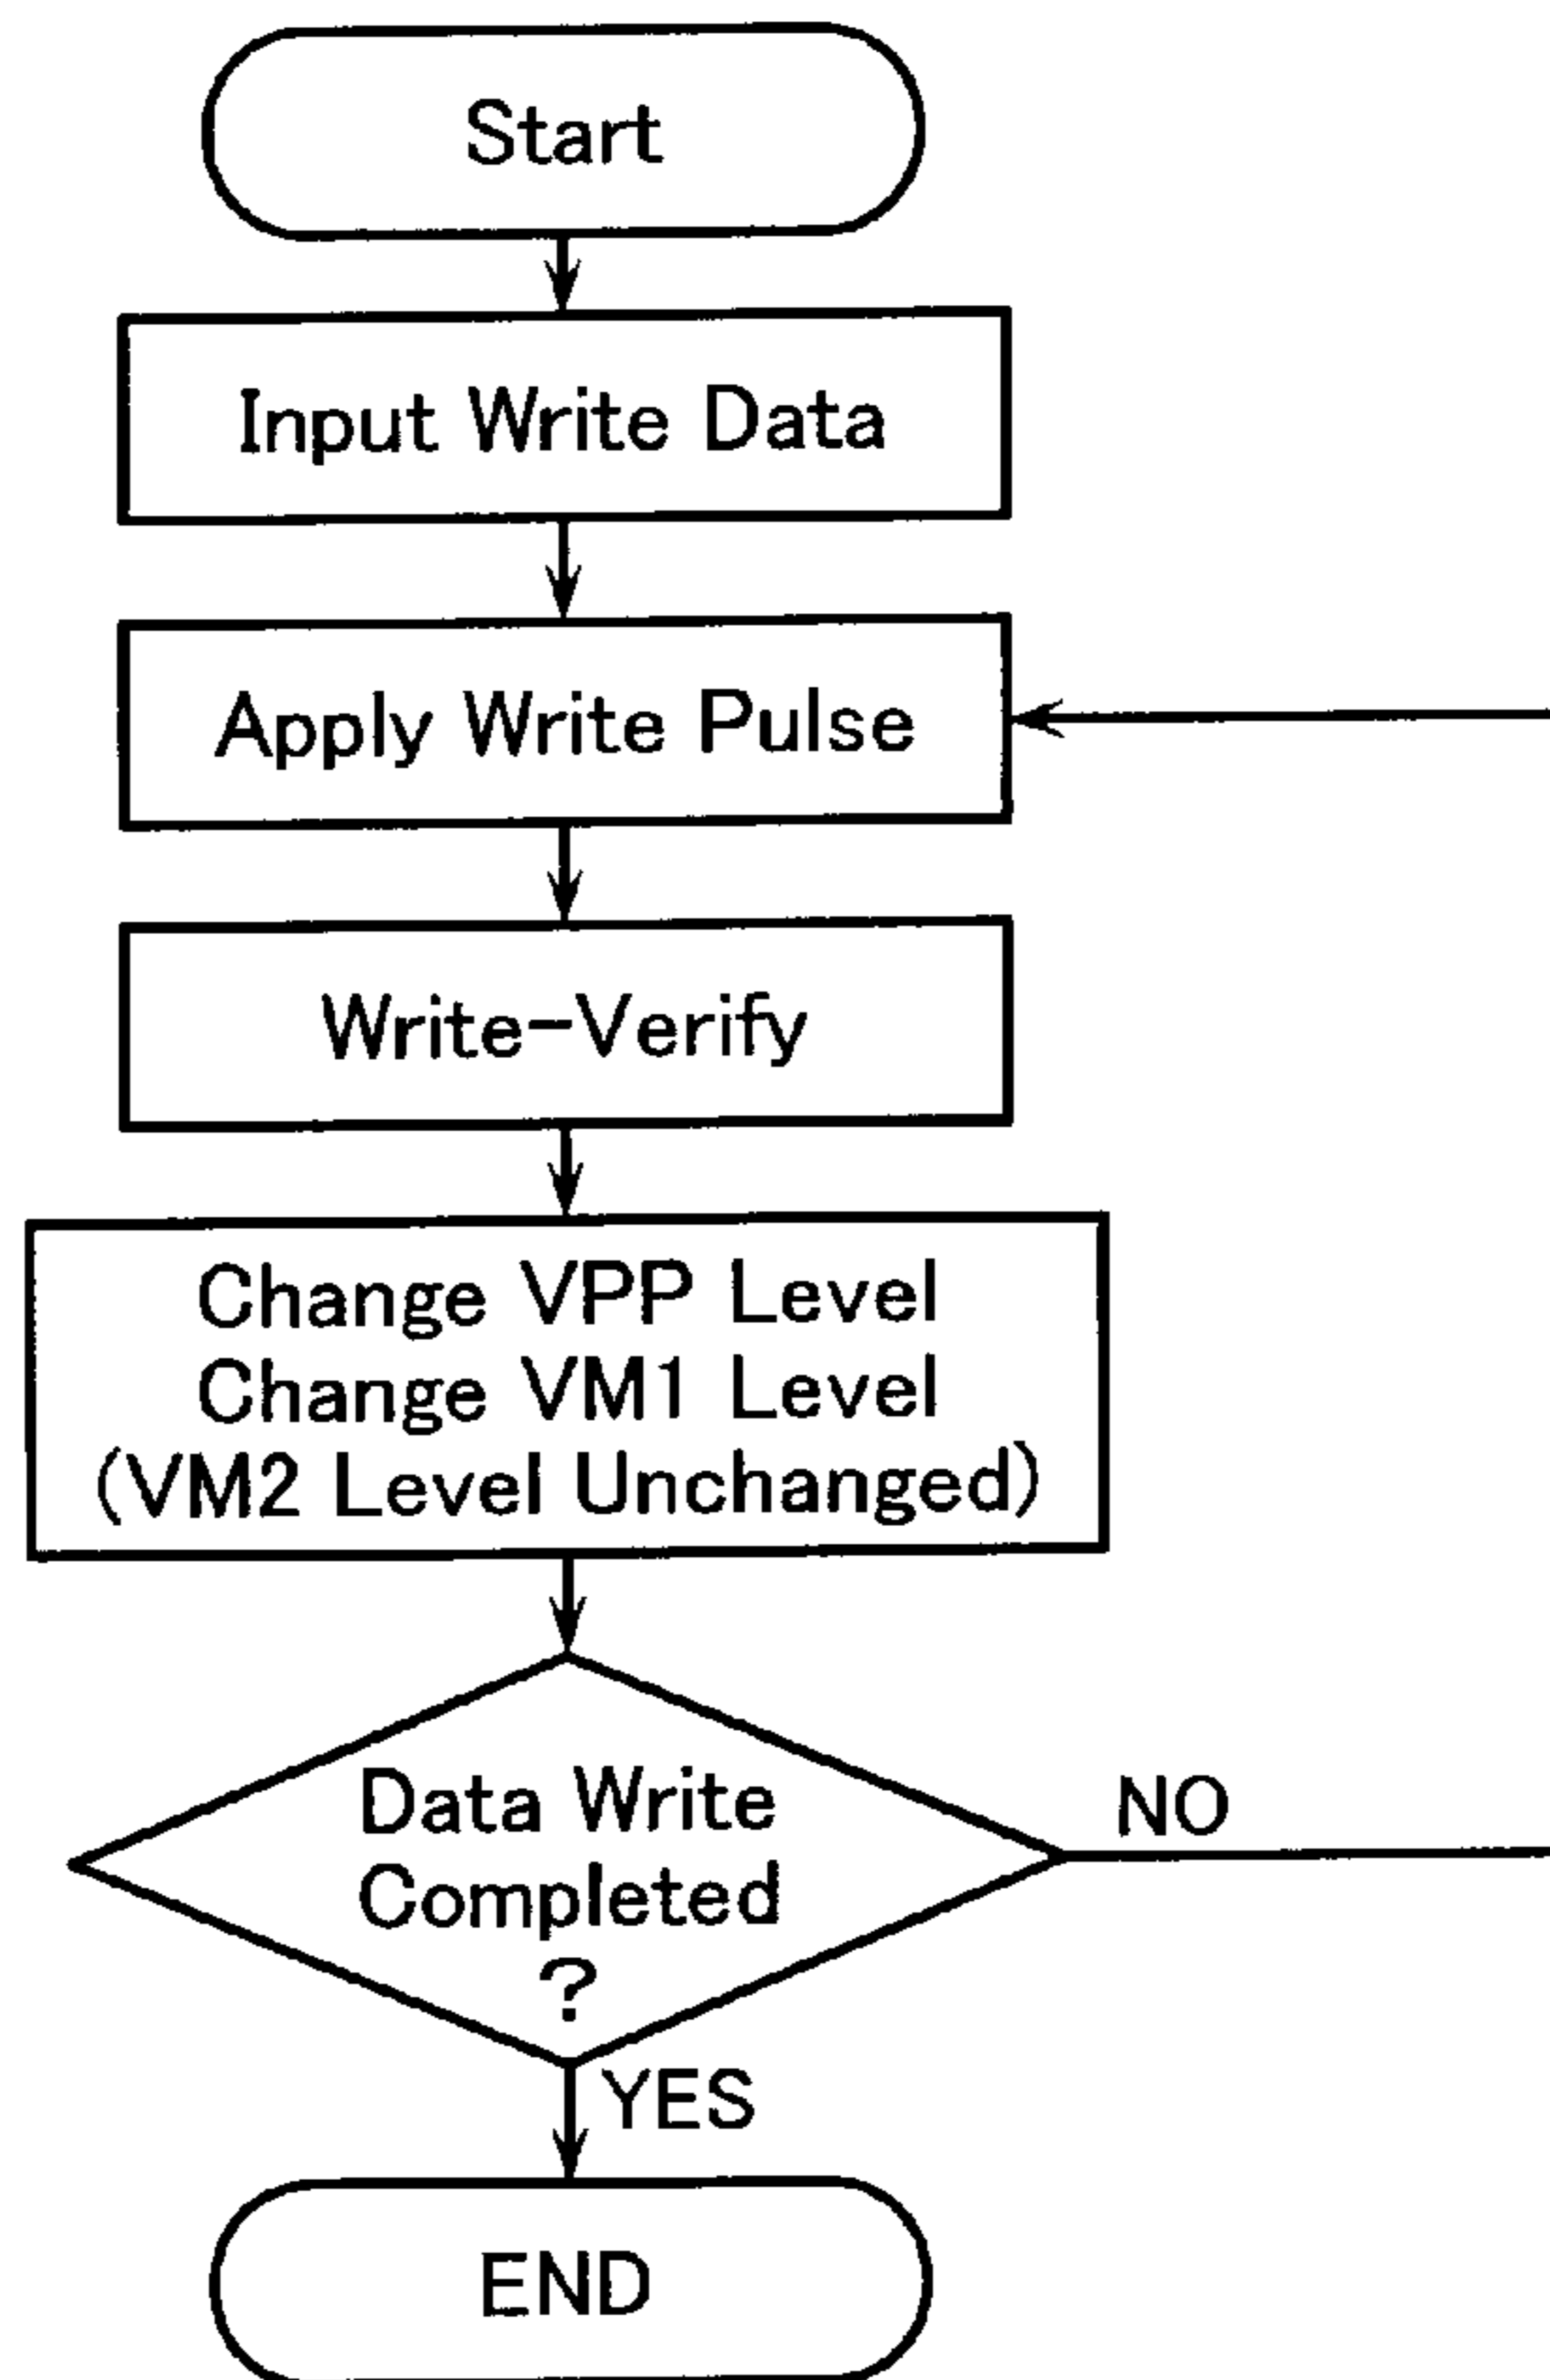 Start
Input Write Data
Apply Write Pulse
Write-Verify
Change VPP Level
Change VM1 Level
(VM2 Level Unchanged)
Data Write
Completed
?
NO
YES
END